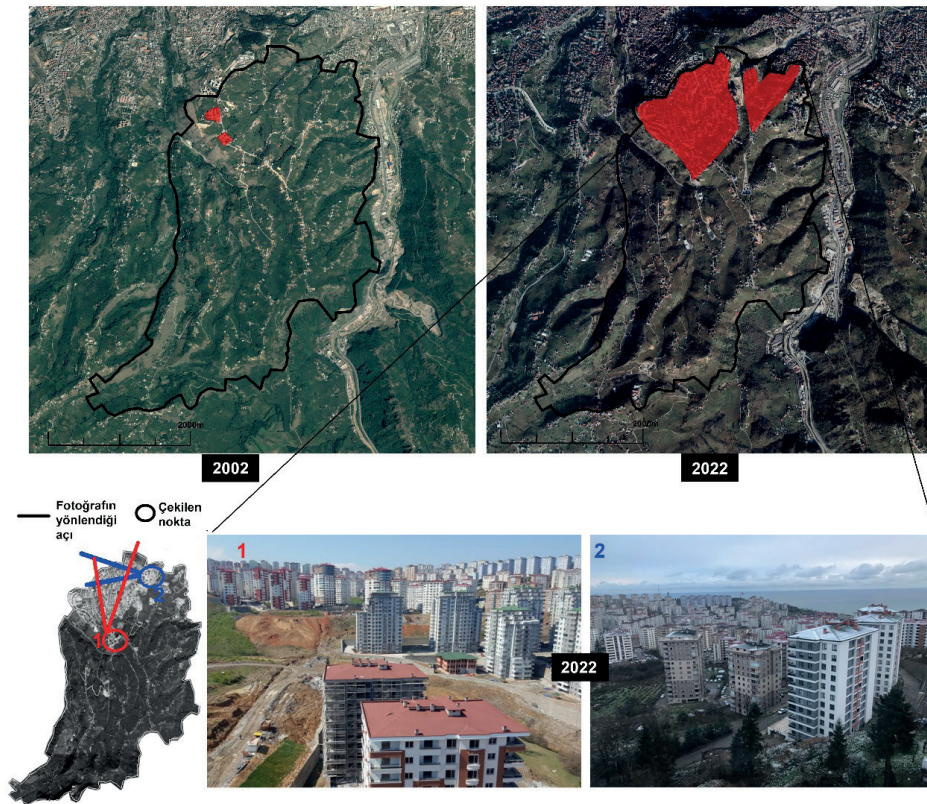 2000m
2000m
2002
2022
Fotoğrafın
yönlendiği
açı
Çekilen
nokta
1
2
1
2
2022